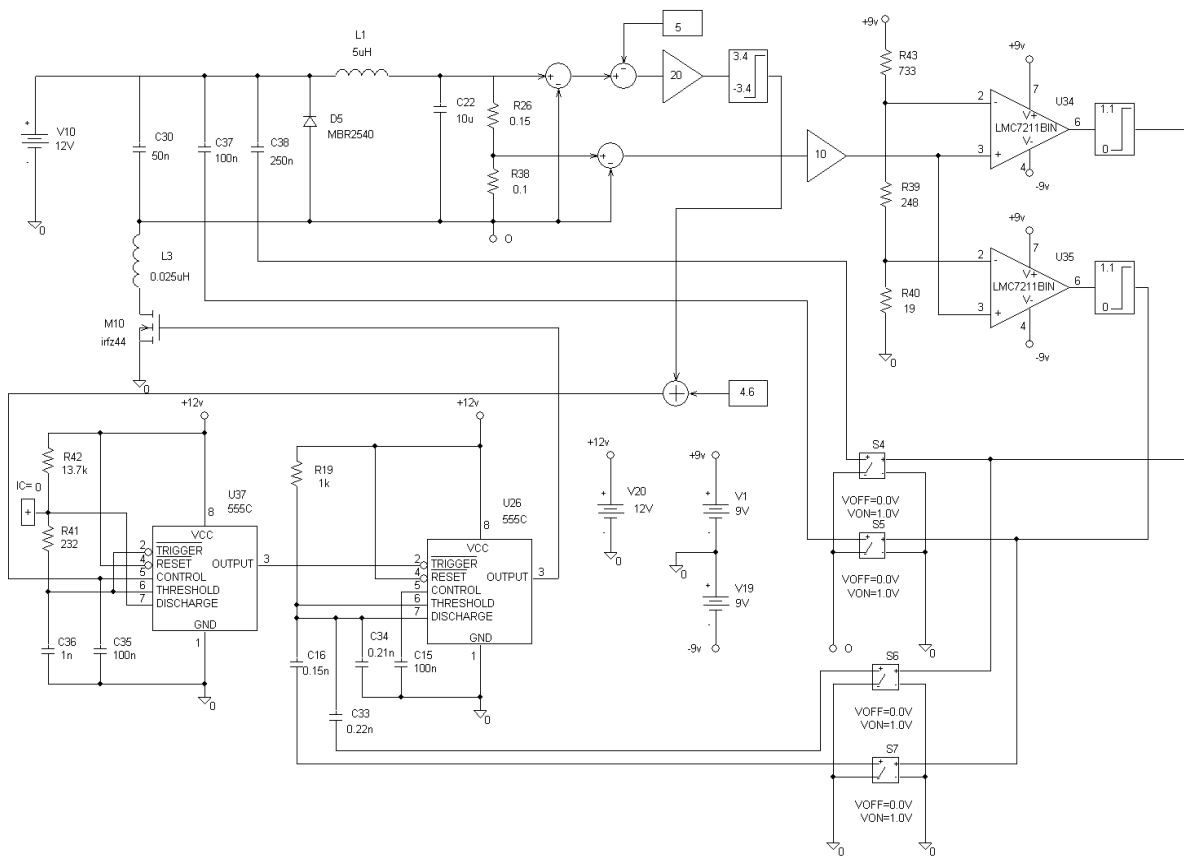 L1
5uH
5
+9v
R43
733
+9v
3.4
-3.4
20
U34
2
-
7
V+
LMC7211BIN
V-
6
1.1
0
3
+
4
-9v
+
V10
12V
-
0
C30
50n
C37
100n
C38
250n
D5
MBR2540
C22
10u
R26
0.15
R38
0.1
+
-
+
-
+
-
10
R39
248
O
+9v
U35
2
-
7
V+
LMC7211BIN
V-
6
1.1
0
3
+
4
-9v
R40
19
0
L3
0.025uH
M10
irfz44
0
4.6
+12v
R42
13.7k
IC= 0
+
R41
232
U37
555C
8
VCC
2
TRIGGER
4
RESET
OUTPUT
3
5
CONTROL
6
THRESHOLD
7
DISCHARGE
GND
1
C36
1n
C35
100n
0
+12v
R19
1k
U26
555C
8
VCC
2
TRIGGER
4
RESET
OUTPUT
3
5
CONTROL
6
THRESHOLD
7
DISCHARGE
GND
1
C16
0.15n
C34
0.21n
C15
100n
C33
0.22n
0
+12v
+
V20
12V
-
0
+9v
+
V1
9V
-
0
+
V19
9V
-
-9v
S4
VOFF=0.0V
VON=1.0V
S5
VOFF=0.0V
VON=1.0V
O
0
S6
VOFF=0.0V
VON=1.0V
S7
VOFF=0.0V
VON=1.0V
0
0